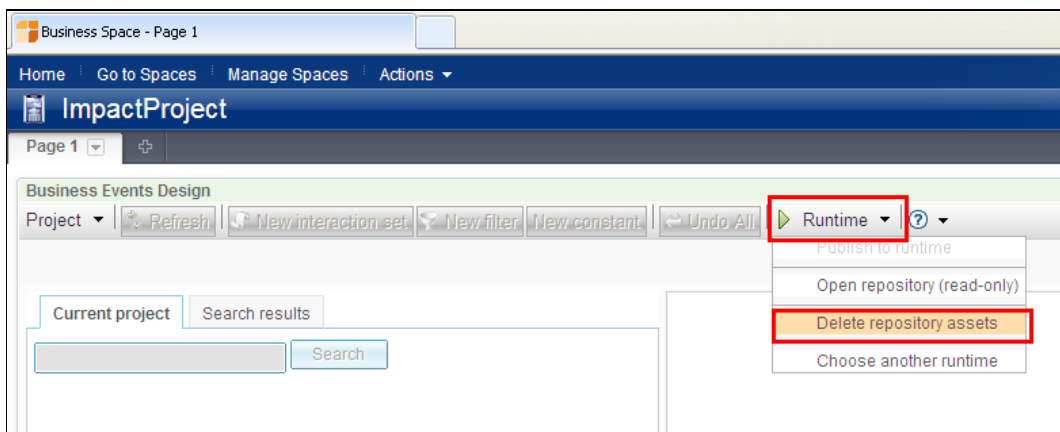 Business Space - Page 1
Home Go to Spaces Manage Spaces Actions
ImpactProject
Page 1
Business Events Design
Project Refresh New interaction set New filter New constant Undo All Runtime ?
Publish to runtime
Open repository (read-only)
Current project Search results
Delete repository assets
Search
Choose another runtime